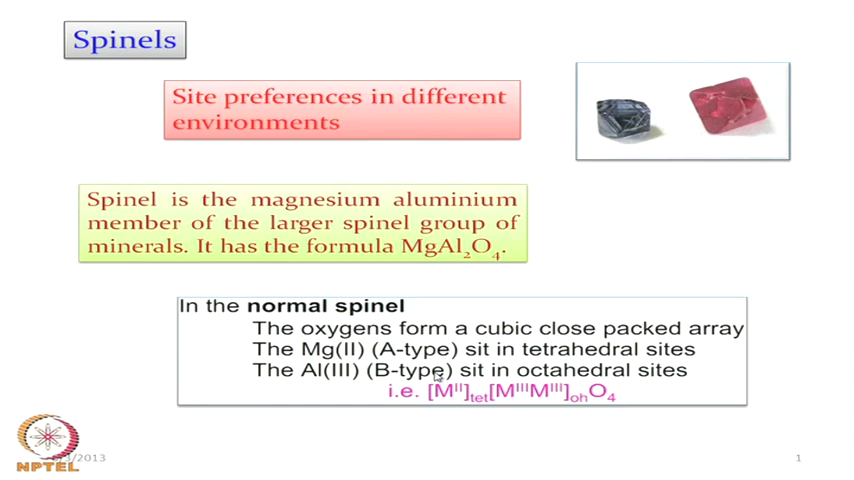 Spinels
Site preferences in different
environments
Spinel is the magnesium aluminium
member of the larger spinel group of
minerals. It has the formula MgAl₂O₄.
In the normal spinel
The oxygens form a cubic close packed array
The Mg(II) (A-type) sit in tetrahedral sites
The Al(III) (B-type) sit in octahedral sites
i.e. [Mᴵᴵ]tet[MᴵᴵᴵMᴵᴵᴵ]ohO₄
NPTEL
/3/2013
1